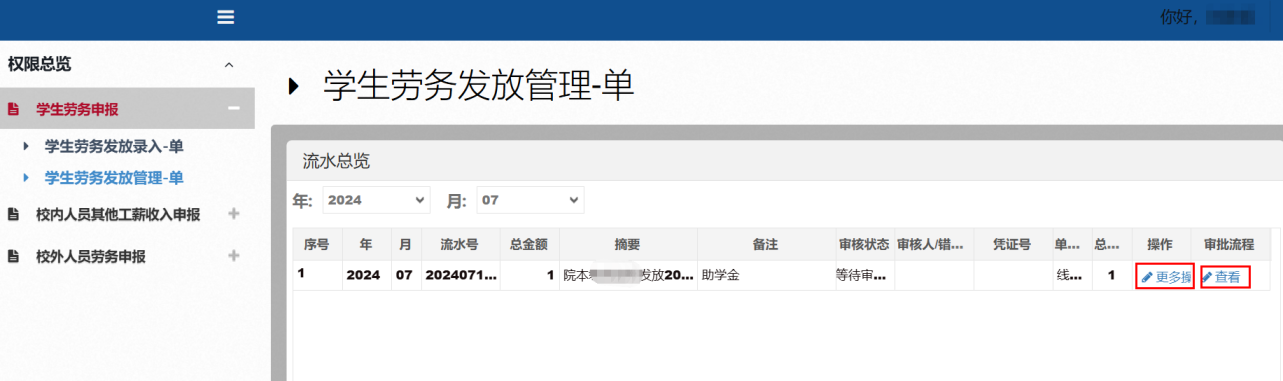 你好，
权限总览
学生劳务申报
学生劳务发放录入-单
学生劳务发放管理-单
校内人员其他工薪收入申报
校外人员劳务申报
学生劳务发放管理-单
流水总览
年: 2024 月: 07
序号 年 月 流水号 总金额 摘要 备注 审核状态 审核人/错... 凭证号 单... 总... 操作 审批流程
1 2024 07 2024071... 1 院本 发放20... 助学金 等待审... 线... 1 更多操 查看